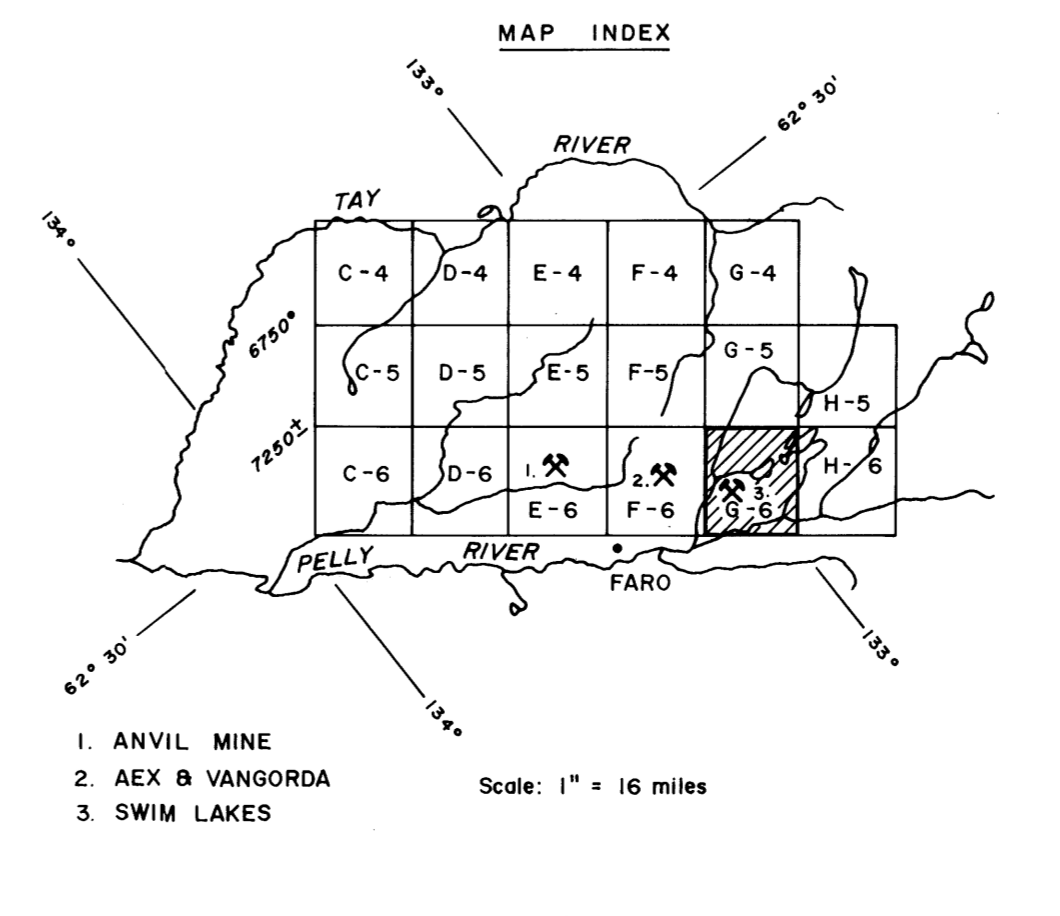 MAP INDEX
133°
62° 30'
RIVER
TAY
134°
C-4
D-4
E-4
F-4
G-4
6750°
G-5
C-5
D-5
E-5
F-5
H-5
7250±
C-6
D-6
1.
2.
3.
H-6
E-6
F-6
G-6
PELLY RIVER
FARO
62° 30'
133°
134°
1. ANVIL MINE
2. AEX & VANGORDA
3. SWIM LAKES
Scale: 1" = 16 miles